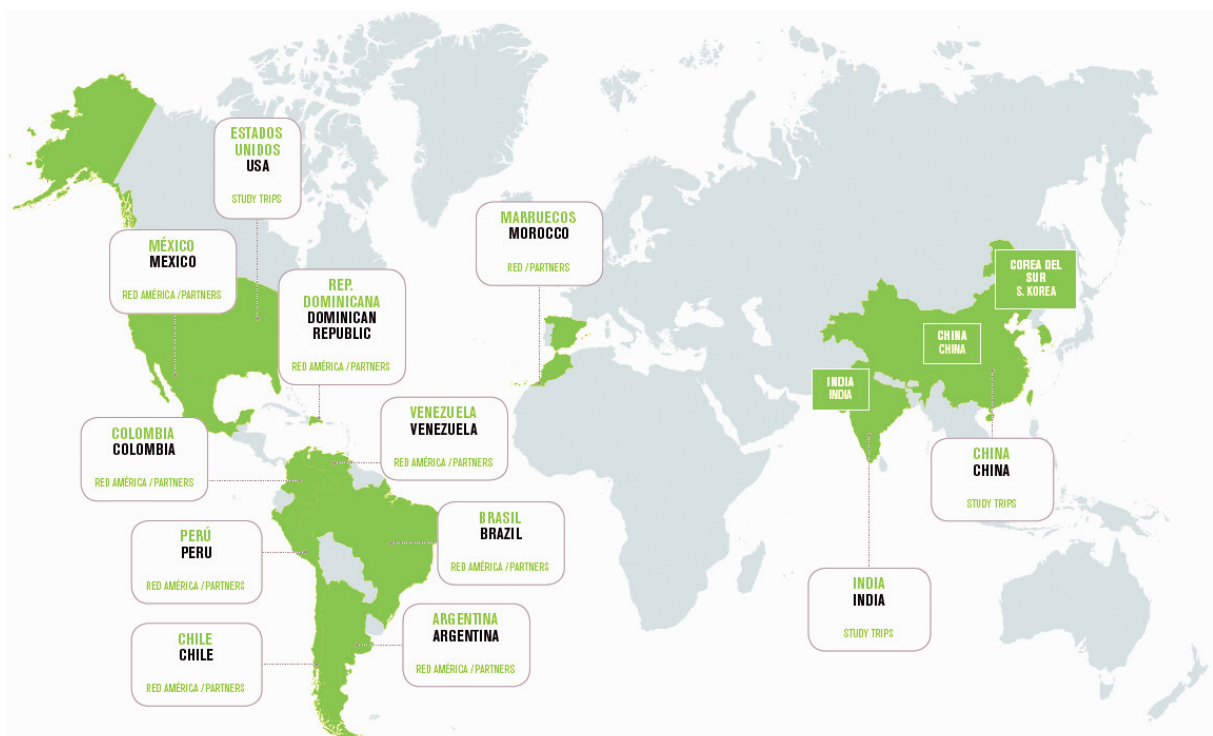 ESTADOS
UNIDOS
USA
STUDY TRIPS
MÉXICO
MEXICO
RED AMÉRICA / PARTNERS
REP.
DOMINICANA
DOMINICAN
REPUBLIC
RED AMÉRICA / PARTNERS
MARRUECOS
MOROCCO
RED / PARTNERS
COREA DEL
SUR
S. KOREA
CHINA
CHINA
INDIA
INDIA
VENEZUELA
VENEZUELA
RED AMÉRICA / PARTNERS
COLOMBIA
COLOMBIA
RED AMÉRICA / PARTNERS
CHINA
CHINA
STUDY TRIPS
BRASIL
BRAZIL
RED AMÉRICA / PARTNERS
PERÚ
PERU
RED AMÉRICA / PARTNERS
INDIA
INDIA
STUDY TRIPS
ARGENTINA
ARGENTINA
RED AMÉRICA / PARTNERS
CHILE
CHILE
RED AMÉRICA / PARTNERS